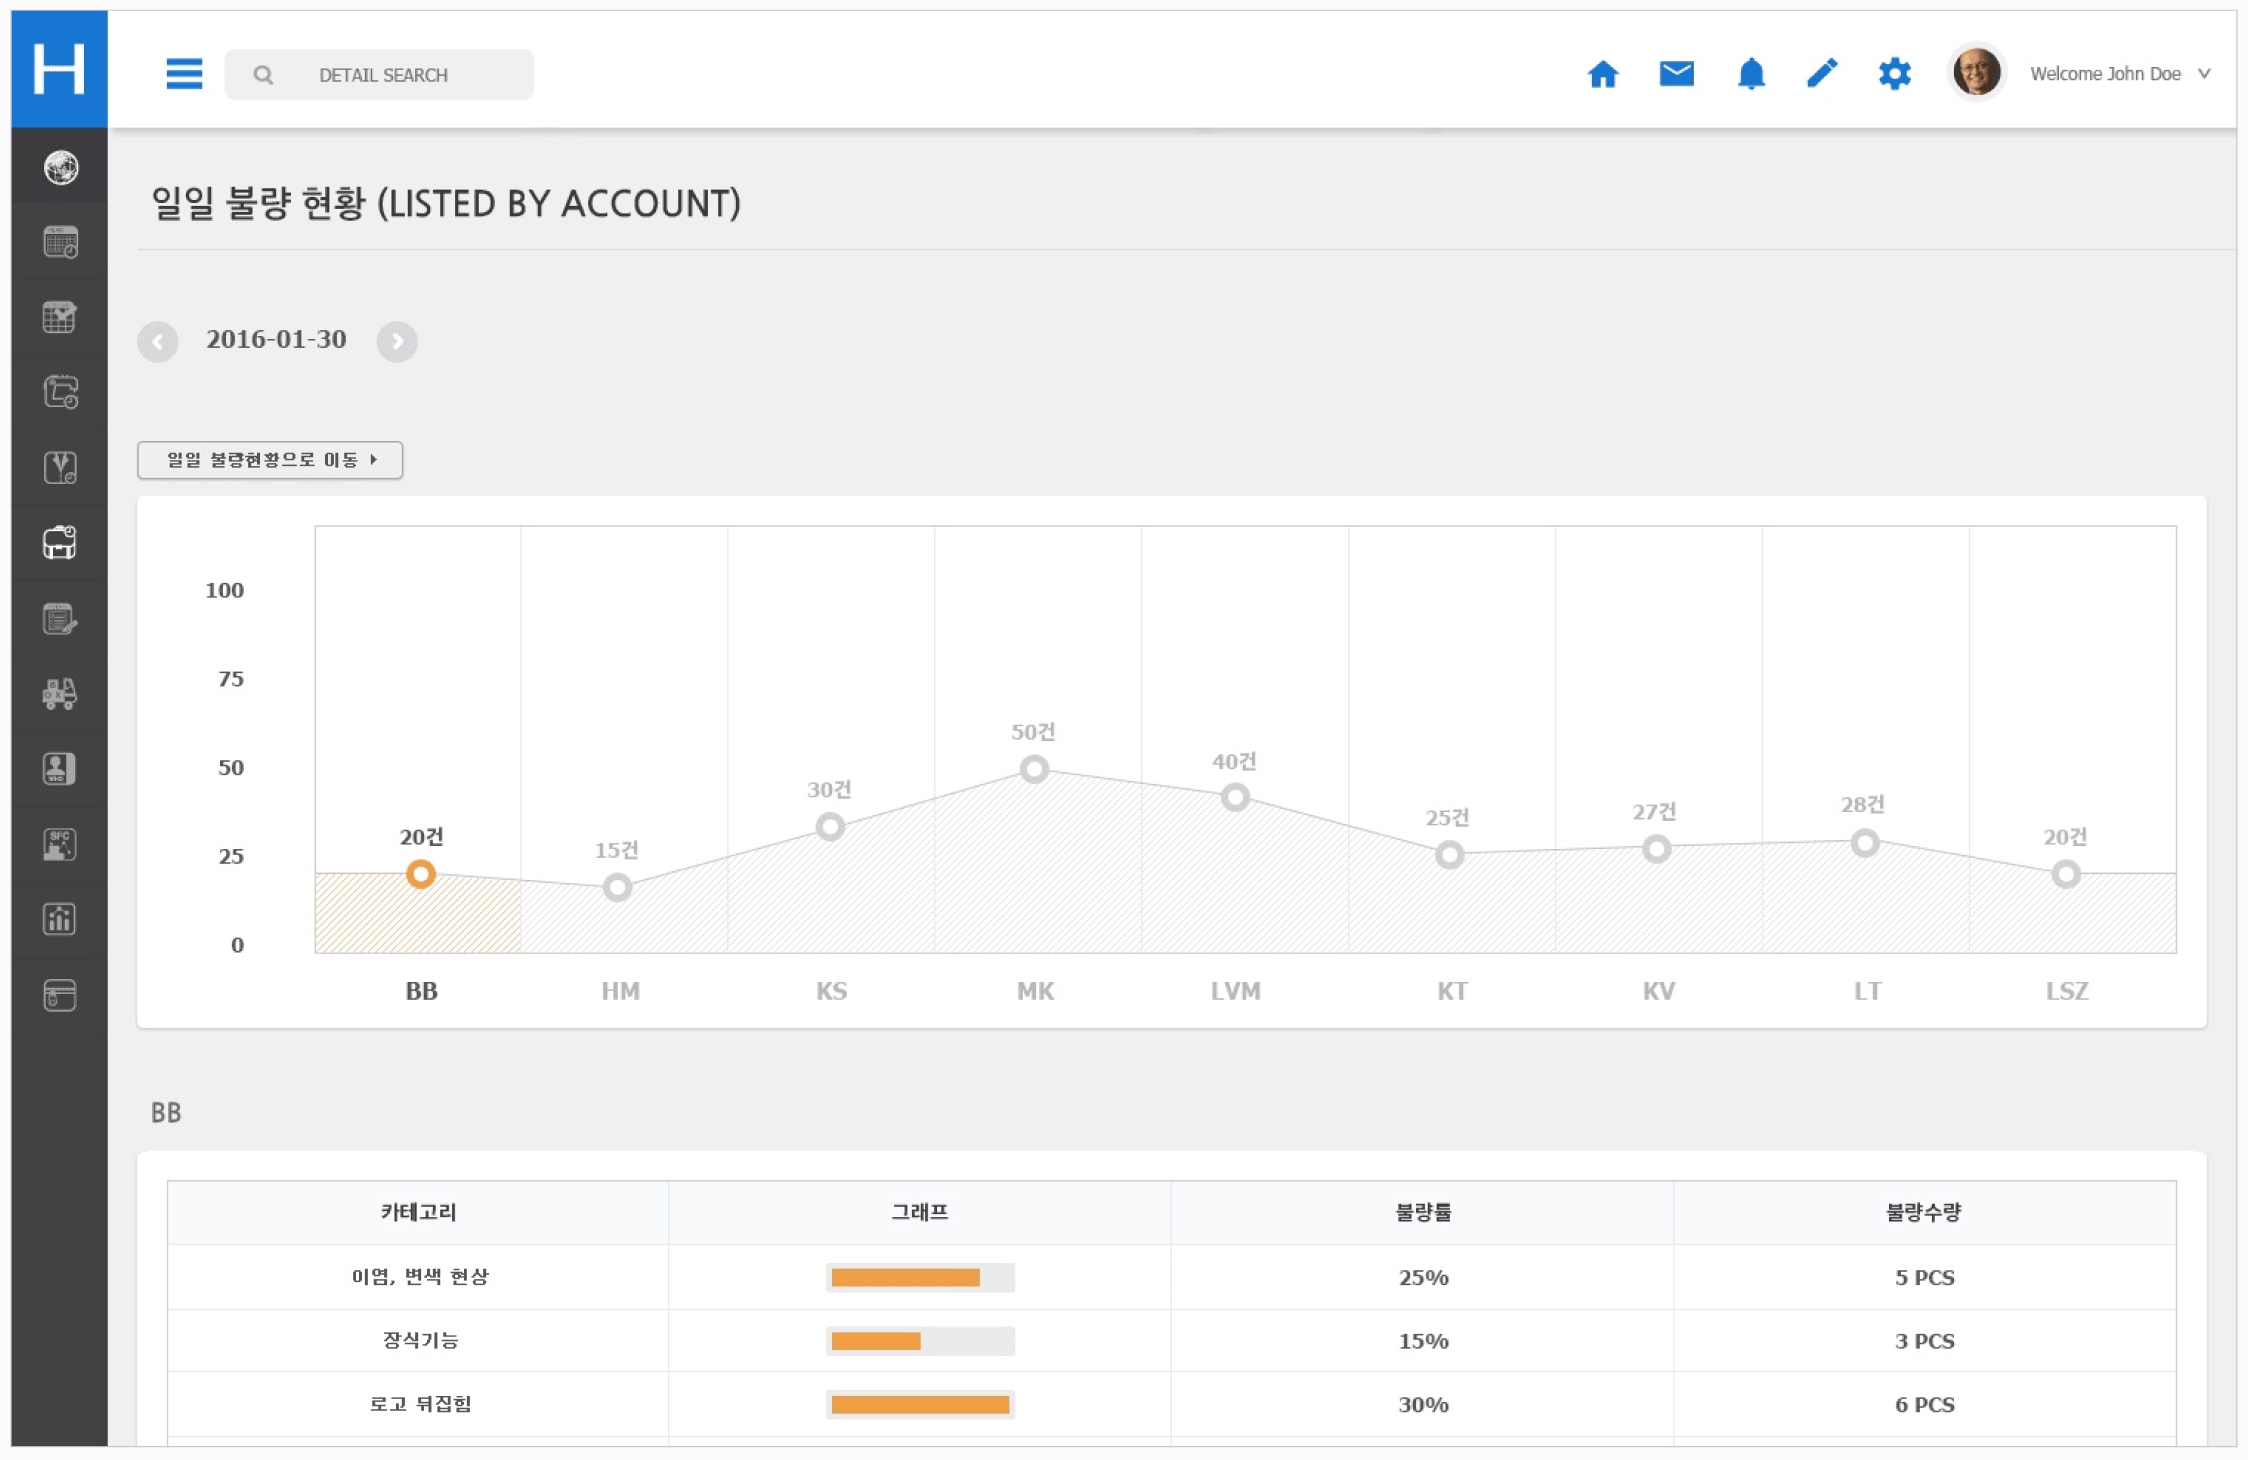 H
DETAIL SEARCH
Welcome John Doe
일일 불량 현황 (LISTED BY ACCOUNT)
2016-01-30
일일 불량현황으로 이동
100
75
50
25
0
20건
15건
30건
50건
40건
25건
27건
28건
20건
BB HM KS MK LVM KT KV LT LSZ
BB
카테고리 그래프 불량률 불량수량
이염, 변색 현상 25% 5 PCS
장식기능 15% 3 PCS
로고 뒤집힘 30% 6 PCS
SFC